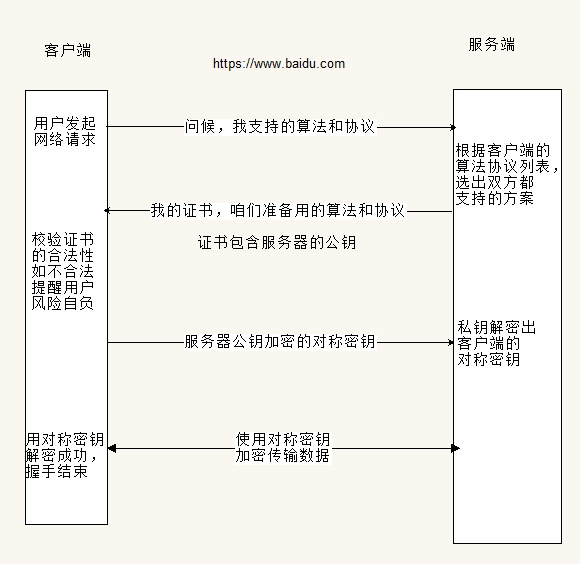 客户端
服务端
https://www.baidu.com
用户发起
网络请求
问候，我支持的算法和协议
根据客户端的
算法协议列表，
选出双方都
支持的方案
我的证书，咱们准备用的算法和协议
证书包含服务器的公钥
校验证书
的合法性
如不合法
提醒用户
风险自负
服务器公钥加密的对称密钥
私钥解密出
客户端的
对称密钥
用对称密钥
解密成功，
握手结束
使用对称密钥
加密传输数据